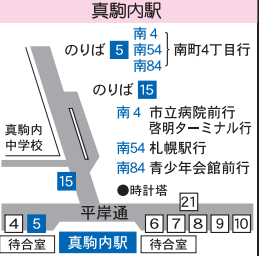 真駒内駅
南4
のりば 5 南54 南町4丁目行
南84
のりば 15
南4 市立病院前行
啓明ターミナル行
南54 札幌駅行
南84 青少年会館前行
真駒内
中学校
15
●時計塔
平岸通
21
4 5 6 7 8 9 10
待合室 真駒内駅 待合室